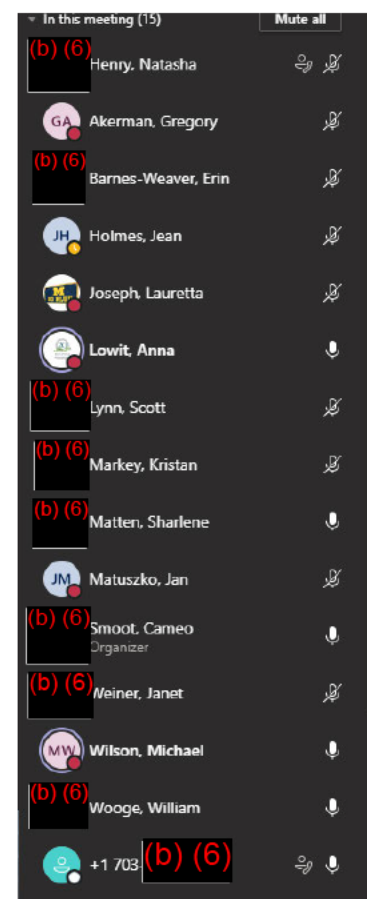 In this meeting (15) Mute all
(b) (6) Henry, Natasha
GA Akerman, Gregory
(b) (6) Barnes-Weaver, Erin
JH Holmes, Jean
M Joseph, Lauretta
Lowit, Anna
(b) (6) Lynn, Scott
(b) (6) Markey, Kristan
(b) (6) Matten, Sharlene
JM Matuszko, Jan
(b) (6) Smoot, Cameo
Organizer
(b) (6) Weiner, Janet
MW Wilson, Michael
(b) (6) Wooge, William
+1 703- (b) (6)